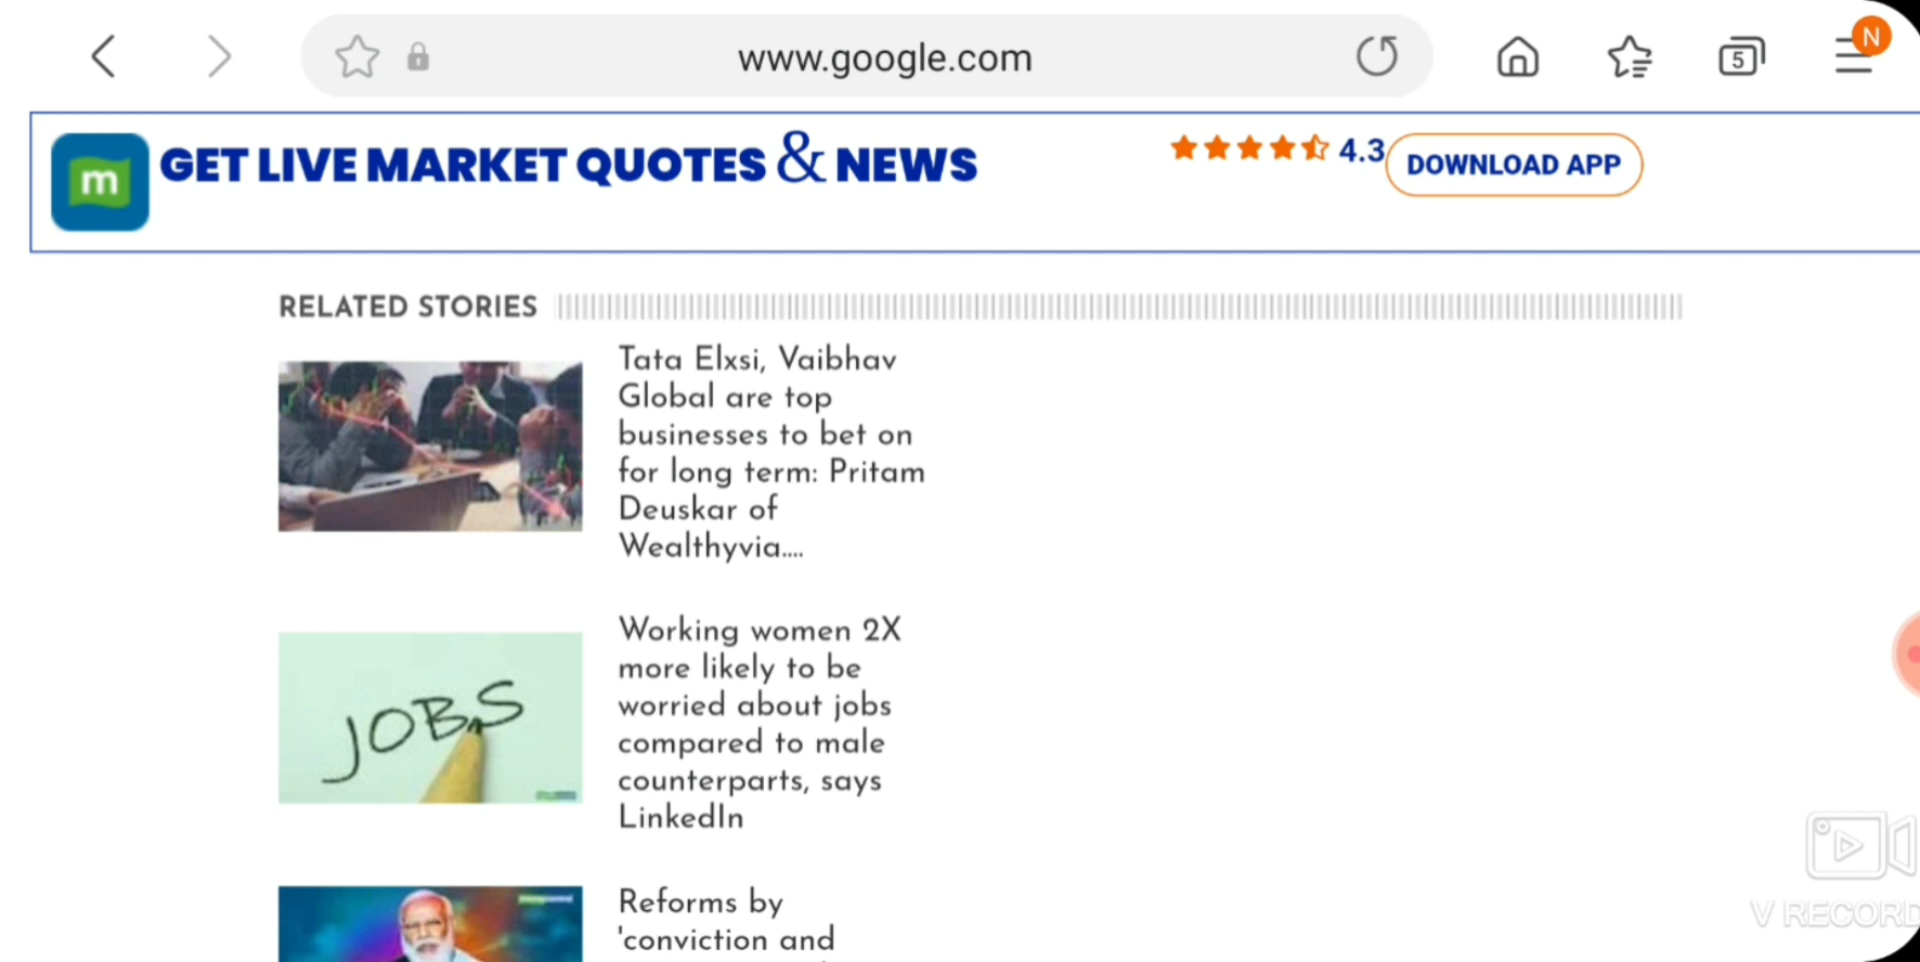 www.google.com
5
N
m
GET LIVE MARKET QUOTES & NEWS
4.3
DOWNLOAD APP
RELATED STORIES
Tata Elxsi, Vaibhav
Global are top
businesses to bet on
for long term: Pritam
Deuskar of
Wealthyvia....
JOBS
Working women 2X
more likely to be
worried about jobs
compared to male
counterparts, says
LinkedIn
Reforms by
'conviction and
V RECORD